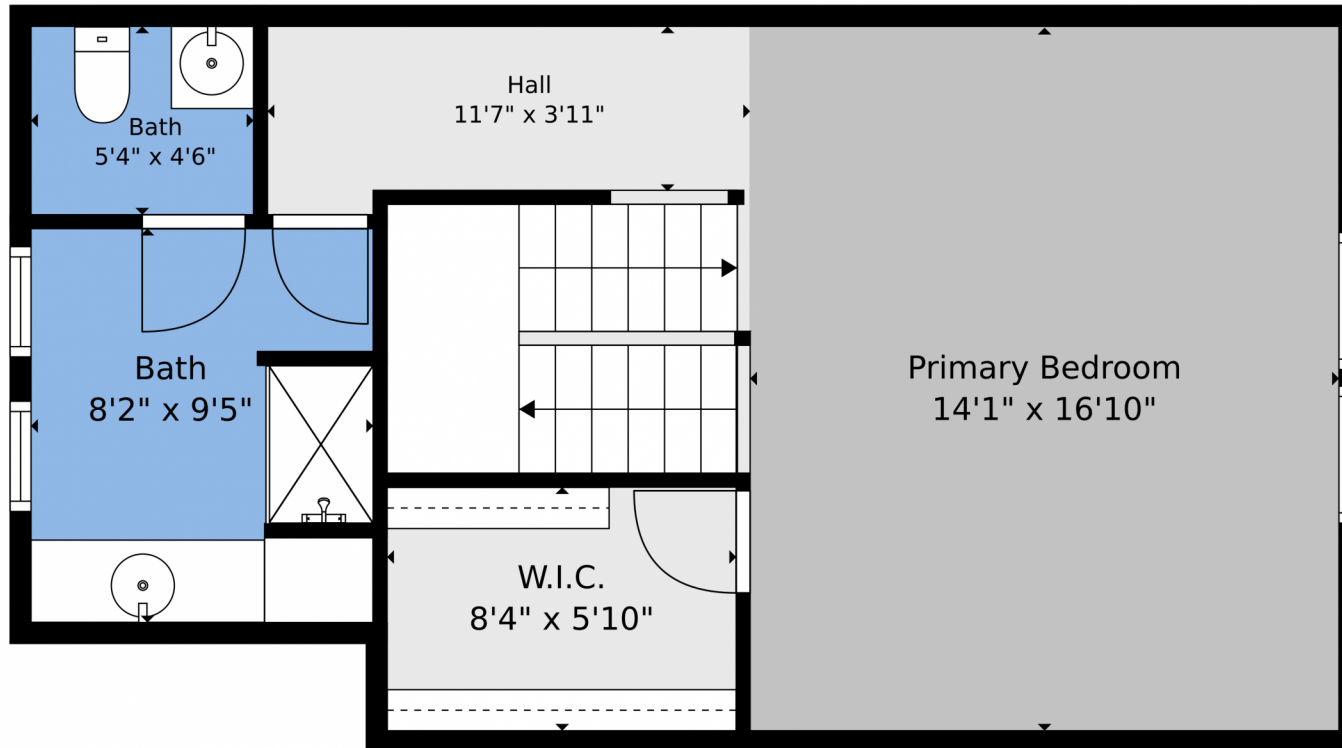 Hall
11'7" x 3'11"
Bath
5'4" x 4'6"
Bath
8'2" x 9'5"
Primary Bedroom
14'1" x 16'10"
W.I.C.
8'4" x 5'10"